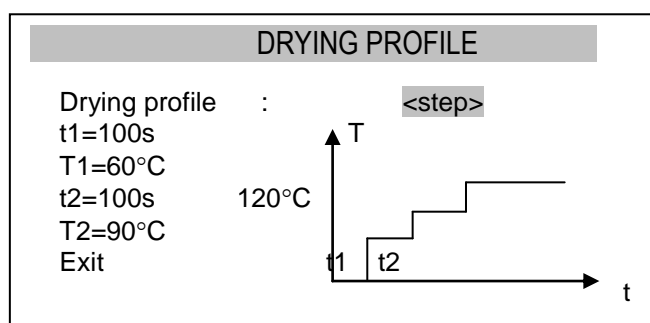 DRYING PROFILE
Drying profile : <step>
t1=100s
T
T1=60°C
t2=100s 120°C
T2=90°C
Exit t1 t2
t